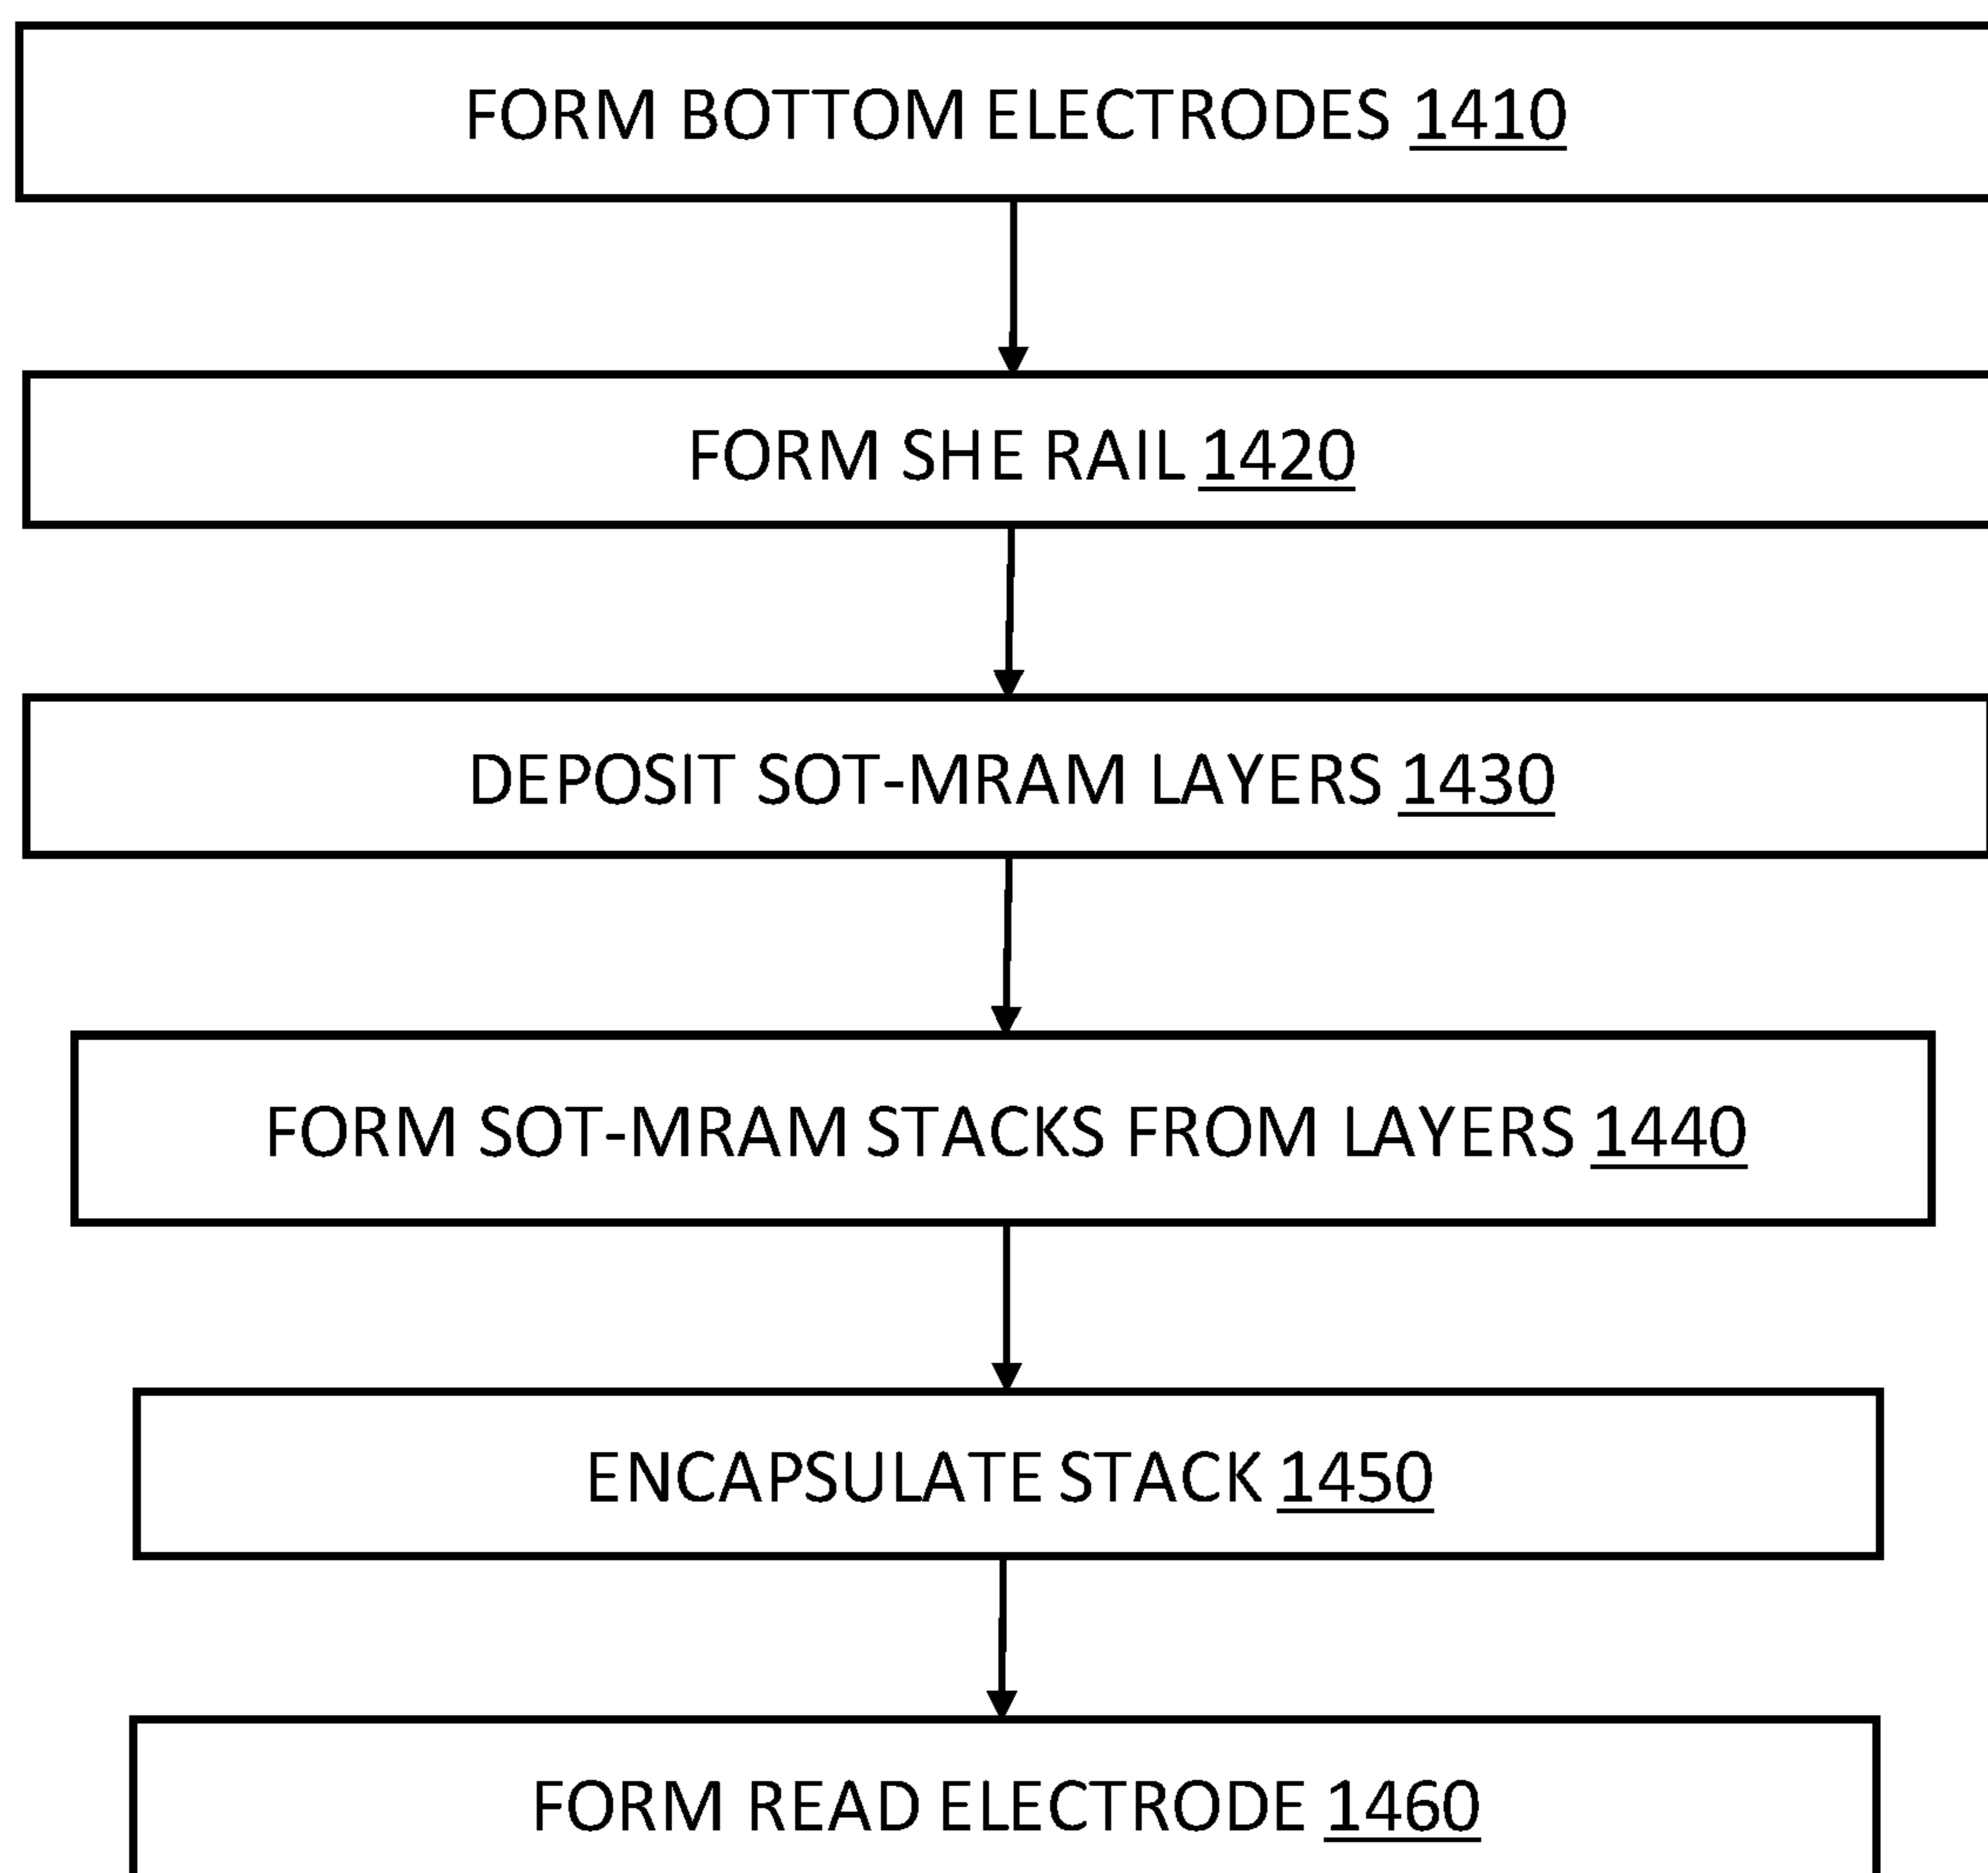 FORM BOTTOM ELECTRODES 1410
FORM SHE RAIL 1420
DEPOSIT SOT-MRAM LAYERS 1430
FORM SOT-MRAM STACKS FROM LAYERS 1440
ENCAPSULATE STACK 1450
FORM READ ELECTRODE 1460